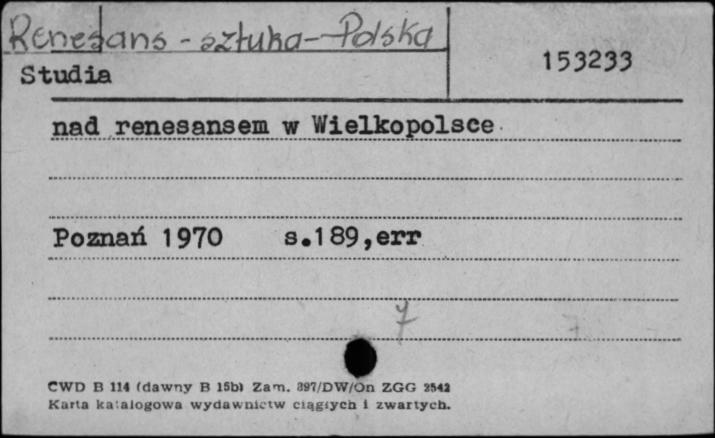 Renesans - sztuka - Polska
153233
Studia
nad renesansem w Wielkopolsce
Poznań 1970 s.189,err
7
CWD B 114 (dawny B 15b) Zam. 397/DW/On ZGG 2542
Karta katalogowa wydawnictw ciągłych i zwartych.